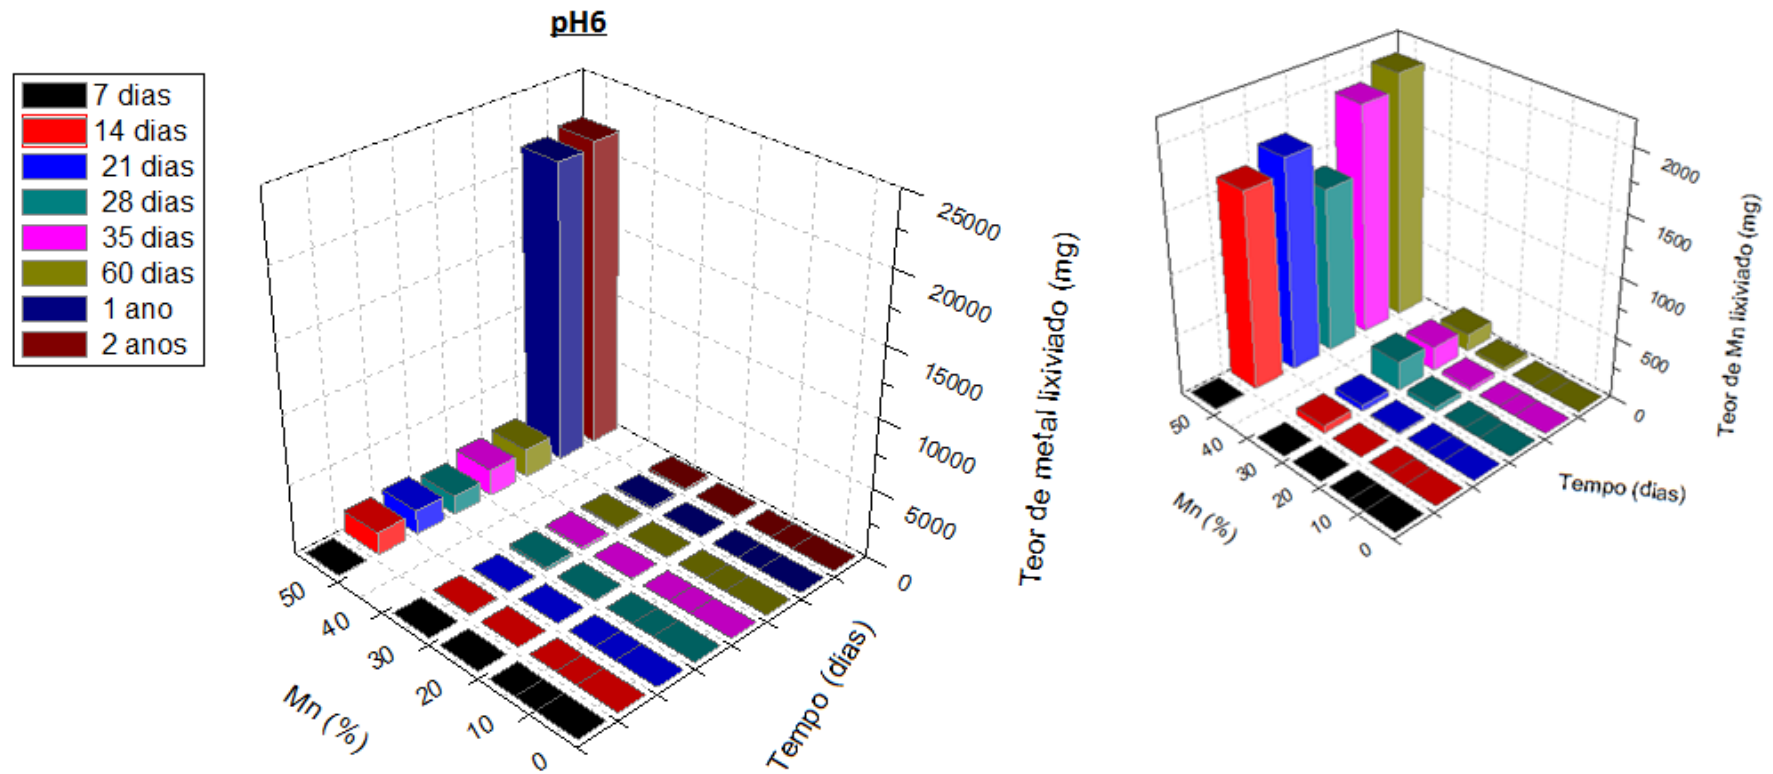 pH6
7 dias
14 dias
21 dias
28 dias
35 dias
60 dias
1 ano
2 anos
25000
20000
15000
10000
5000
0
Teor de metal lixiviado (mg)
50
40
30
20
10
0
Mn (%)
Tempo (dias)
2000
1500
1000
500
0
Teor de Mn lixiviado (mg)
50
40
30
20
10
0
Mn (%)
Tempo (dias)